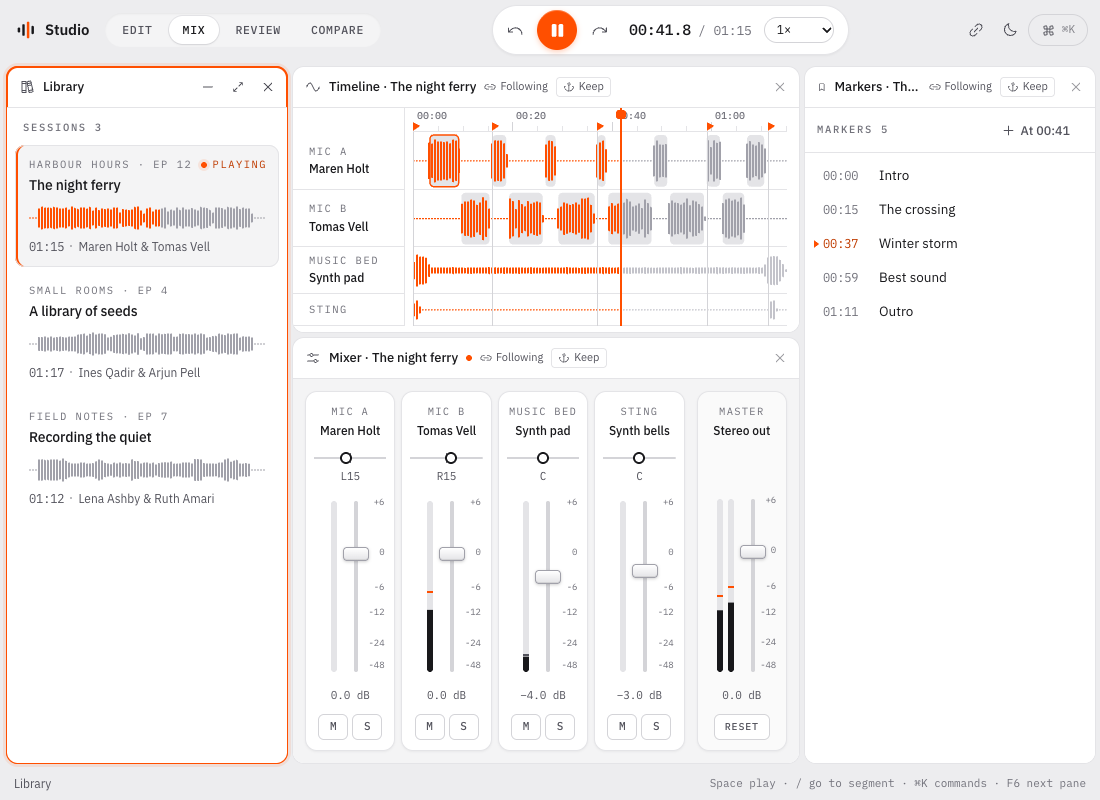 Studio EDIT MIX REVIEW COMPARE 00:41.8 / 01:15 1× ⌘ ⌘K
Library
SESSIONS 3
HARBOUR HOURS · EP 12 PLAYING
The night ferry
01:15 · Maren Holt & Tomas Vell
SMALL ROOMS · EP 4
A library of seeds
01:17 · Ines Qadir & Arjun Pell
FIELD NOTES · EP 7
Recording the quiet
01:12 · Lena Ashby & Ruth Amari
Timeline · The night ferry Following Keep
00:00 00:20 :40 01:00
MIC A
Maren Holt
MIC B
Tomas Vell
MUSIC BED
Synth pad
STING
Mixer · The night ferry Following Keep
MIC A MIC B MUSIC BED STING MASTER
Maren Holt Tomas Vell Synth pad Synth bells Stereo out
L15 R15 C C
+6 +6 +6 +6 +6
0 0 0 0 0
-6 -6 -6 -6 -6
-12 -12 -12 -12 -12
-24 -24 -24 -24 -24
-48 -48 -48 -48 -48
0.0 dB 0.0 dB −4.0 dB −3.0 dB 0.0 dB
M S M S M S M S RESET
Markers · Th... Following Keep
MARKERS 5 At 00:41
00:00 Intro
00:15 The crossing
00:37 Winter storm
00:59 Best sound
01:11 Outro
Library Space play · / go to segment · ⌘K commands · F6 next pane